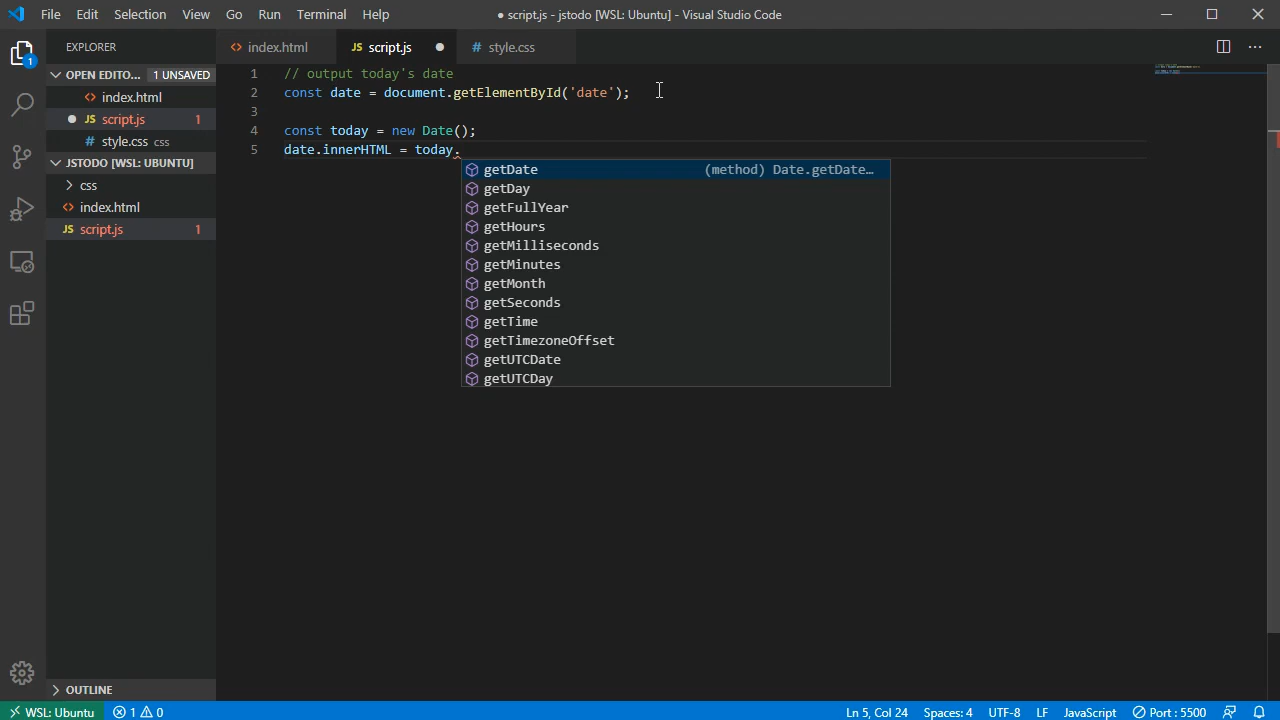 File Edit Selection View Go Run Terminal Help
● script.js - jstodo [WSL: Ubuntu] - Visual Studio Code
EXPLORER
index.html
JS script.js ●
# style.css
OPEN EDITO... 1 UNSAVED
index.html
● JS script.js 1
# style.css css
JSTODO [WSL: UBUNTU]
css
index.html
JS script.js 1
OUTLINE
1 // output today's date
2 const date = document.getElementById('date');
3
4 const today = new Date();
5 date.innerHTML = today.
getDate (method) Date.getDate…
getDay
getFullYear
getHours
getMilliseconds
getMinutes
getMonth
getSeconds
getTime
getTimezoneOffset
getUTCDate
getUTCDay
1
WSL: Ubuntu 1 0 Ln 5, Col 24 Spaces: 4 UTF-8 LF JavaScript Port : 5500